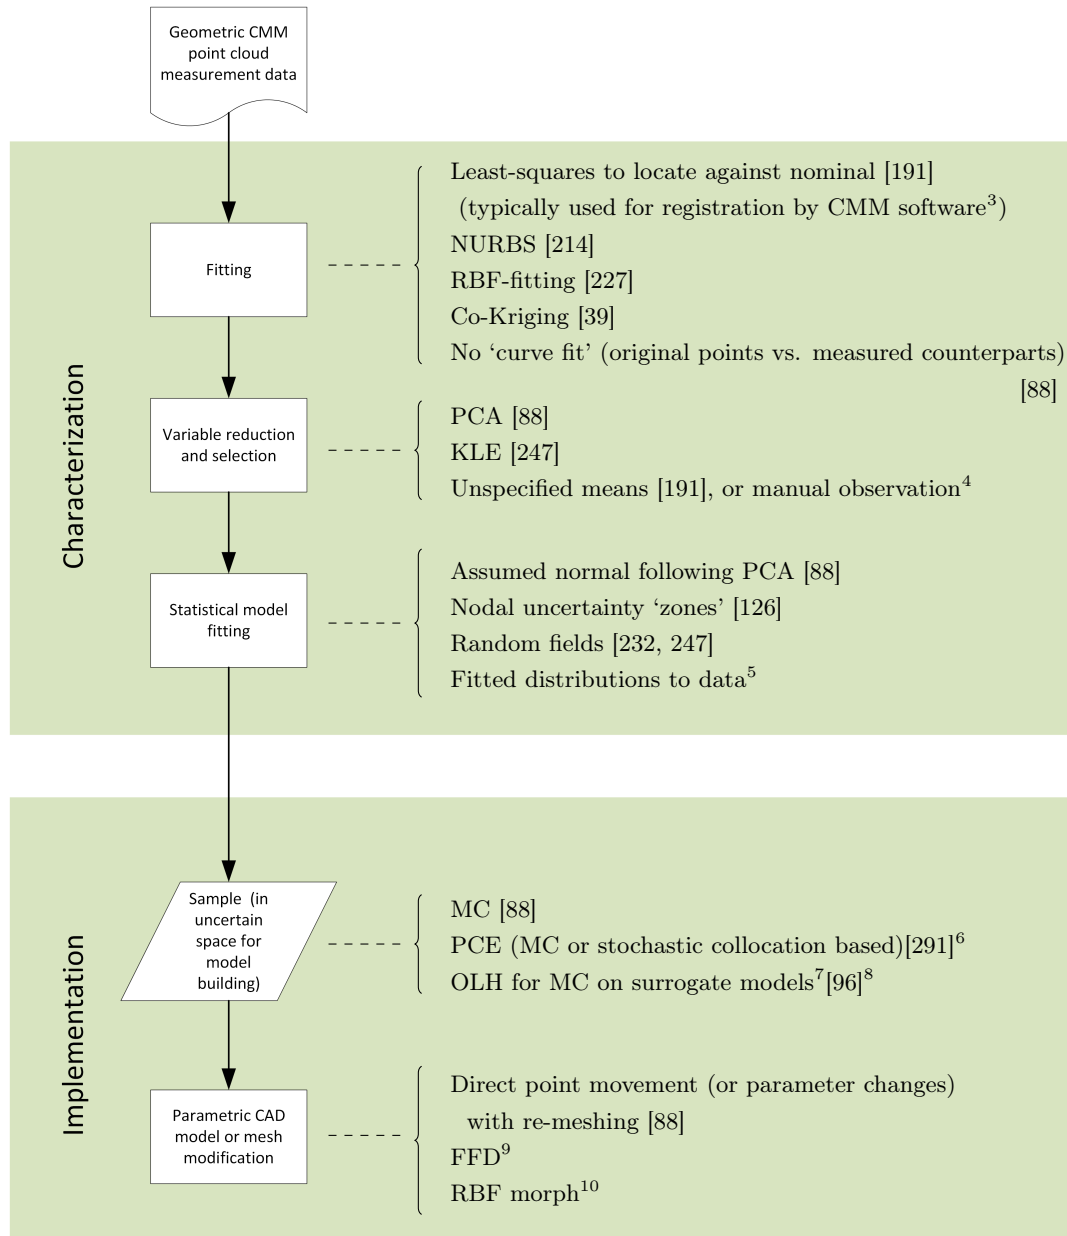 Geometric CMM
point cloud
measurement data
Characterization
Fitting
Least-squares to locate against nominal [191]
(typically used for registration by CMM software³)
NURBS [214]
RBF-fitting [227]
Co-Kriging [39]
No ‘curve fit’ (original points vs. measured counterparts)
[88]
Variable reduction
and selection
PCA [88]
KLE [247]
Unspecified means [191], or manual observation⁴
Statistical model
fitting
Assumed normal following PCA [88]
Nodal uncertainty ‘zones’ [126]
Random fields [232, 247]
Fitted distributions to data⁵
Implementation
Sample (in
uncertain
space for
model
building)
MC [88]
PCE (MC or stochastic collocation based)[291]⁶
OLH for MC on surrogate models⁷[96]⁸
Parametric CAD
model or mesh
modification
Direct point movement (or parameter changes)
with re-meshing [88]
FFD⁹
RBF morph¹⁰